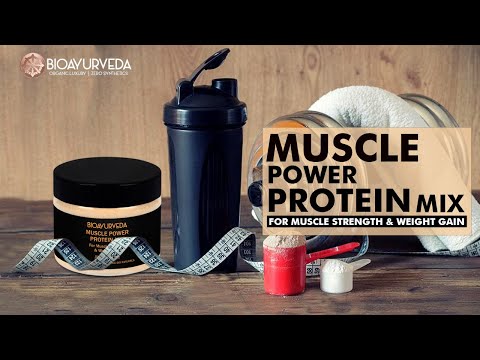 BIOAYURVEDA
ORGANIC LUXURY | ZERO SYNTHETICS
MUSCLE
POWER
PROTEIN MIX
FOR MUSCLE STRENGTH & WEIGHT GAIN
BIOAYURVEDA
MUSCLE POWER
PROTEIN